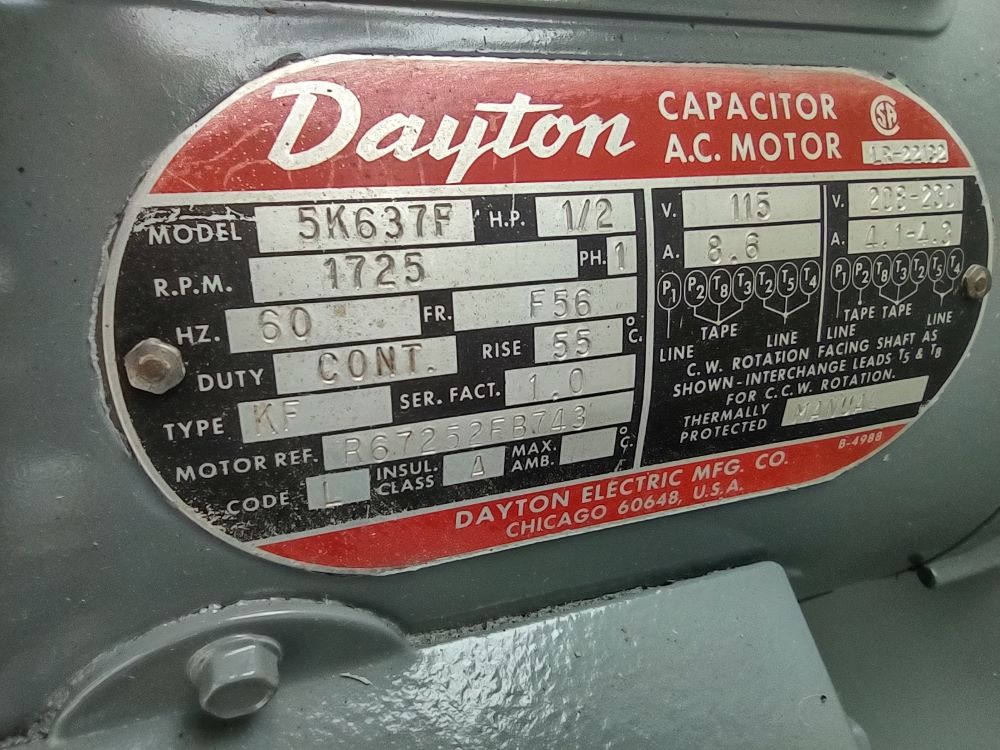 Dayton
CAPACITOR
A.C. MOTOR
SA
LR-22132
MODEL 5K637F H.P. 1/2
R.P.M. 1725 PH. 1
HZ. 60 FR. F56
DUTY CONT. RISE 55 °C.
TYPE KF SER. FACT. 1.0
MOTOR REF. R67252FB743
CODE L INSUL. CLASS A MAX. AMB. °C.
V. 115
A. 8.6
P1 P2 T8 T3 T2 T5 T4
TAPE
LINE LINE
V. 208-230
A. 4.1-4.3
P1 P2 T8 T3 T2 T5 T4
TAPE TAPE LINE
LINE
C.W. ROTATION FACING SHAFT AS
SHOWN-INTERCHANGE LEADS T5 & T8
FOR C.C.W. ROTATION.
THERMALLY
PROTECTED MANUAL
B-4988
DAYTON ELECTRIC MFG. CO.
CHICAGO 60648, U.S.A.